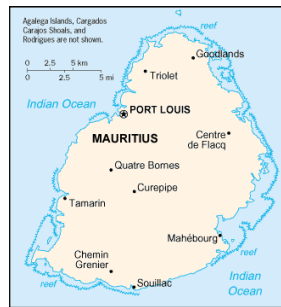 Agalega Islands, Cargados
Carajos Shoals, and
Rodrigues are not shown.
0 2.5 5 km
0 2.5 5 mi
reef
Goodlands
Triolet
Indian Ocean
PORT LOUIS
MAURITIUS
Centre
de Flacq
Quatre Bornes
Curepipe
Tamarin
Mahébourg
reef
Chemin
Grenier
Souillac
reef
Indian
Ocean